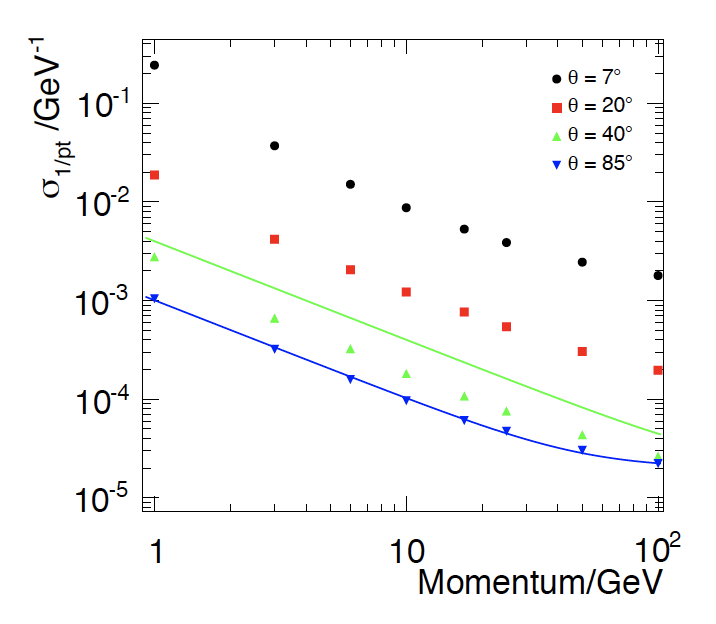 σ1/pt /GeV⁻¹
10⁻¹
10⁻²
10⁻³
10⁻⁴
10⁻⁵
θ = 7°
θ = 20°
θ = 40°
θ = 85°
1
10
10²
Momentum/GeV